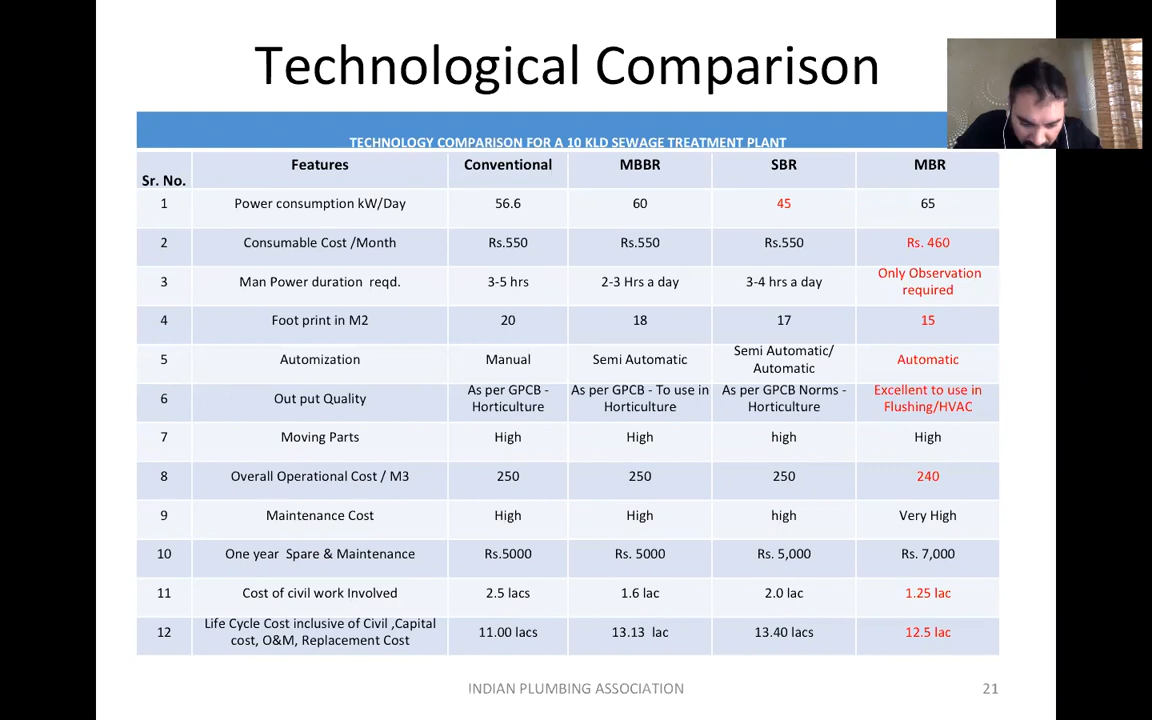 Technological Comparison
TECHNOLOGY COMPARISON FOR A 10 KLD SEWAGE TREATMENT PLANT
Sr. No. Features Conventional MBBR SBR MBR
1 Power consumption kW/Day 56.6 60 45 65
2 Consumable Cost /Month Rs.550 Rs.550 Rs.550 Rs. 460
3 Man Power duration reqd. 3-5 hrs 2-3 Hrs a day 3-4 hrs a day Only Observation
required
4 Foot print in M2 20 18 17 15
5 Automization Manual Semi Automatic Semi Automatic/
Automatic Automatic
6 Out put Quality As per GPCB -
Horticulture As per GPCB - To use in
Horticulture As per GPCB Norms -
Horticulture Excellent to use in
Flushing/HVAC
7 Moving Parts High High high High
8 Overall Operational Cost / M3 250 250 250 240
9 Maintenance Cost High High high Very High
10 One year Spare & Maintenance Rs.5000 Rs. 5000 Rs. 5,000 Rs. 7,000
11 Cost of civil work Involved 2.5 lacs 1.6 lac 2.0 lac 1.25 lac
12 Life Cycle Cost inclusive of Civil ,Capital
cost, O&M, Replacement Cost 11.00 lacs 13.13 lac 13.40 lacs 12.5 lac
INDIAN PLUMBING ASSOCIATION 21